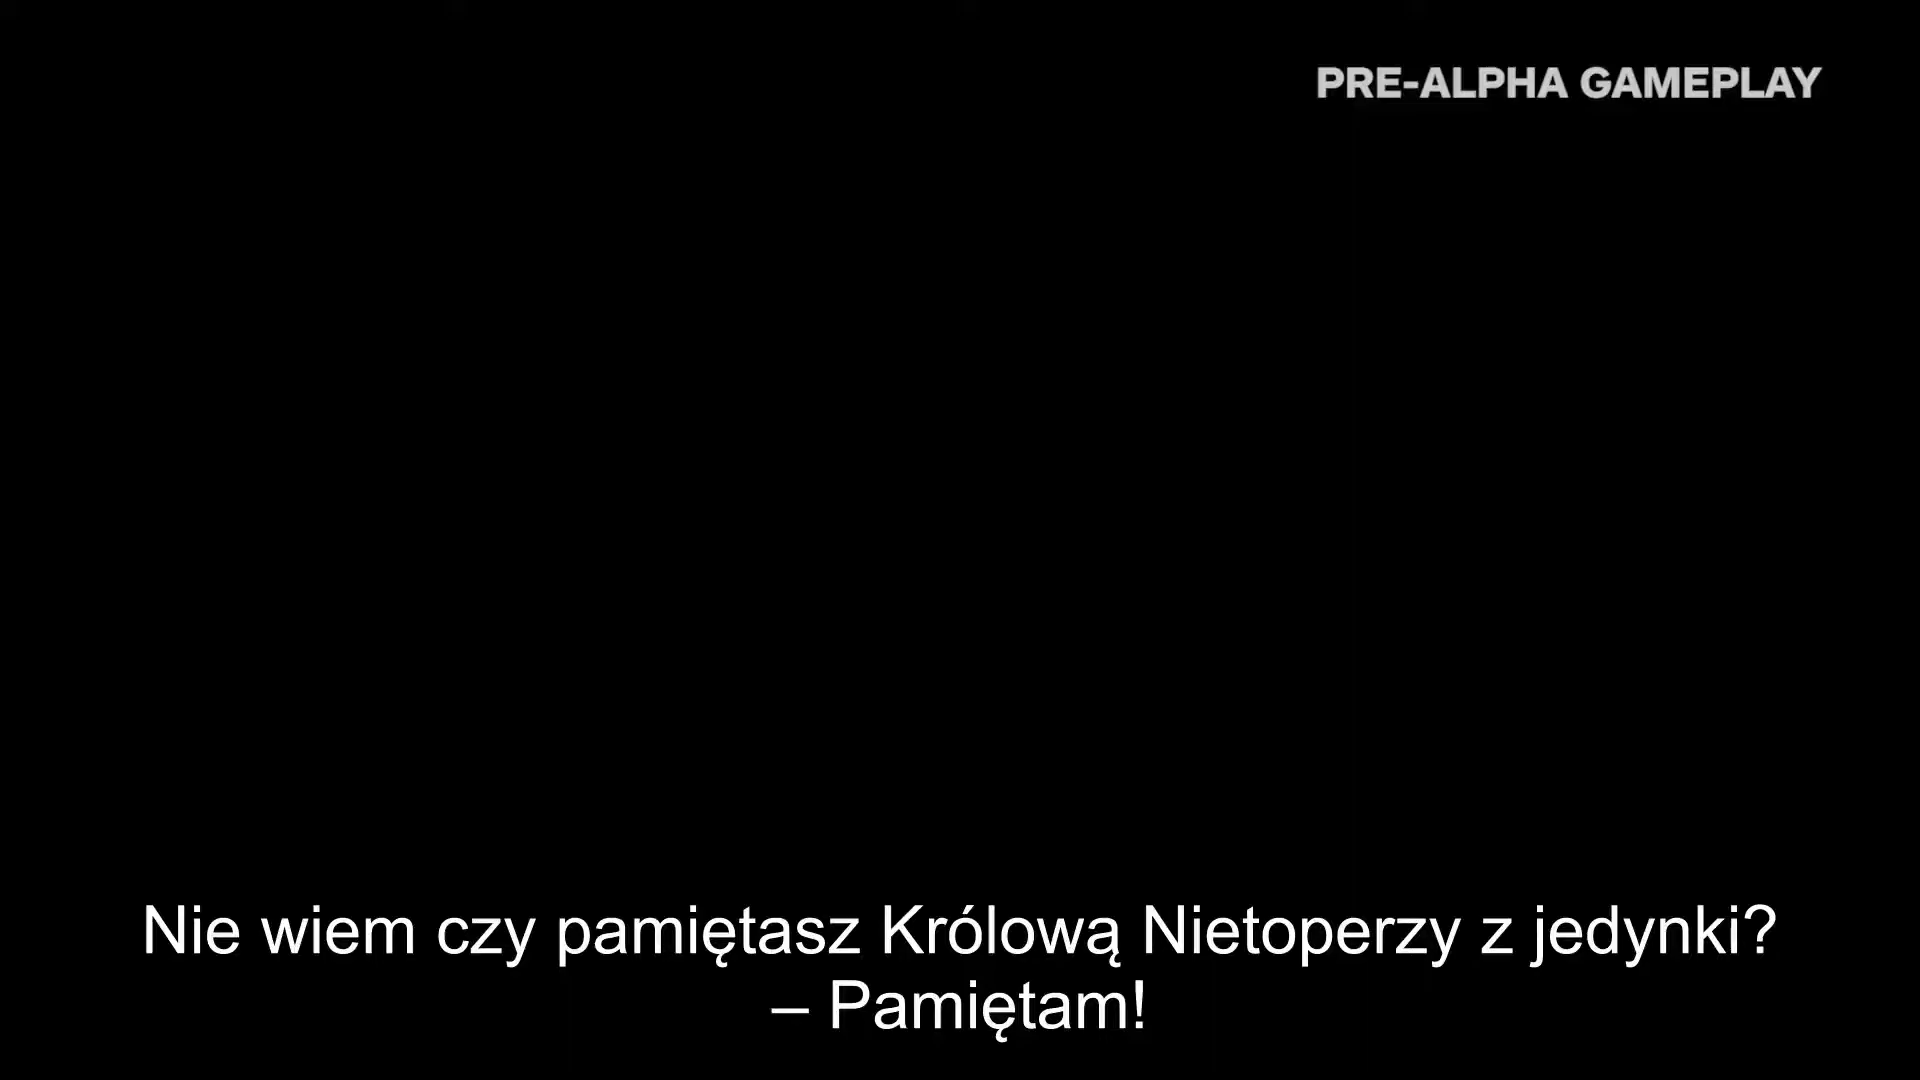 PRE-ALPHA GAMEPLAY
Nie wiem czy pamiętasz Królową Nietoperzy z jedynki?
– Pamiętam!